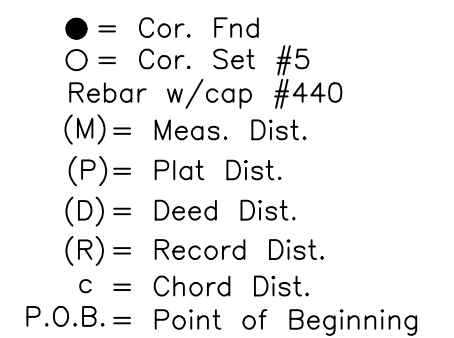 ● = Cor. Fnd
○ = Cor. Set #5
Rebar w/cap #440
(M)= Meas. Dist.
(P)= Plat Dist.
(D)= Deed Dist.
(R)= Record Dist.
c = Chord Dist.
P.O.B.= Point of Beginning